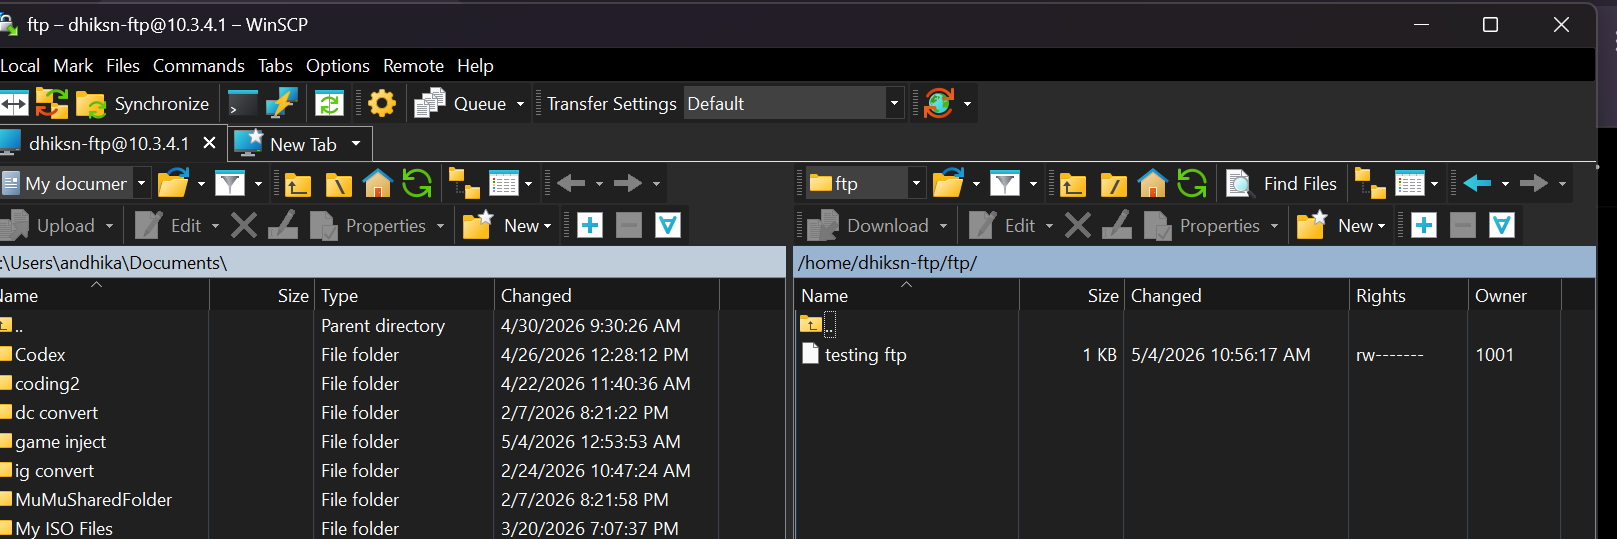 ftp – dhiksn-ftp@10.3.4.1 – WinSCP
Local Mark Files Commands Tabs Options Remote Help
Synchronize Queue Transfer Settings Default
dhiksn-ftp@10.3.4.1 New Tab
My documer ftp Find Files
Upload Edit Properties New Download Edit Properties New
:\Users\andhika\Documents\ /home/dhiksn-ftp/ftp/
Name Size Type Changed Name Size Changed Rights Owner
.. Parent directory 4/30/2026 9:30:26 AM ..
Codex File folder 4/26/2026 12:28:12 PM testing ftp 1 KB 5/4/2026 10:56:17 AM rw------- 1001
coding2 File folder 4/22/2026 11:40:36 AM
dc convert File folder 2/7/2026 8:21:22 PM
game inject File folder 5/4/2026 12:53:53 AM
ig convert File folder 2/24/2026 10:47:24 AM
MuMuSharedFolder File folder 2/7/2026 8:21:58 PM
My ISO Files File folder 3/20/2026 7:07:37 PM